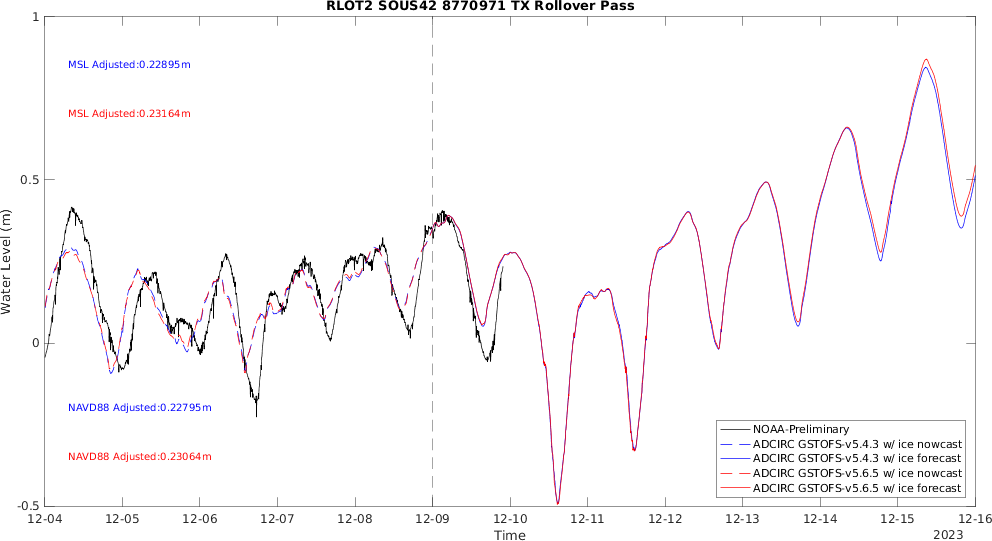 RLOT2 SOUS42 8770971 TX Rollover Pass
1
MSL Adjusted:0.22895m
MSL Adjusted:0.23164m
0.5
Water Level (m)
0
NAVD88 Adjusted:0.22795m
NAVD88 Adjusted:0.23064m
NOAA-Preliminary
ADCIRC GSTOFS-v5.4.3 w/ice nowcast
ADCIRC GSTOFS-v5.4.3 w/ice forecast
ADCIRC GSTOFS-v5.6.5 w/ice nowcast
ADCIRC GSTOFS-v5.6.5 w/ice forecast
-0.5
12-04 12-05 12-06 12-07 12-08 12-09 12-10 12-11 12-12 12-13 12-14 12-15 12-16
Time
2023